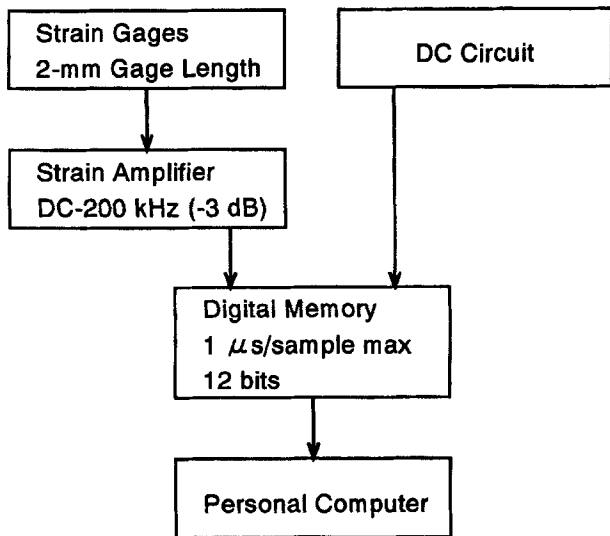 Strain Gages
2-mm Gage Length
DC Circuit
Strain Amplifier
DC-200 kHz (-3 dB)
Digital Memory
1 μs/sample max
12 bits
Personal Computer